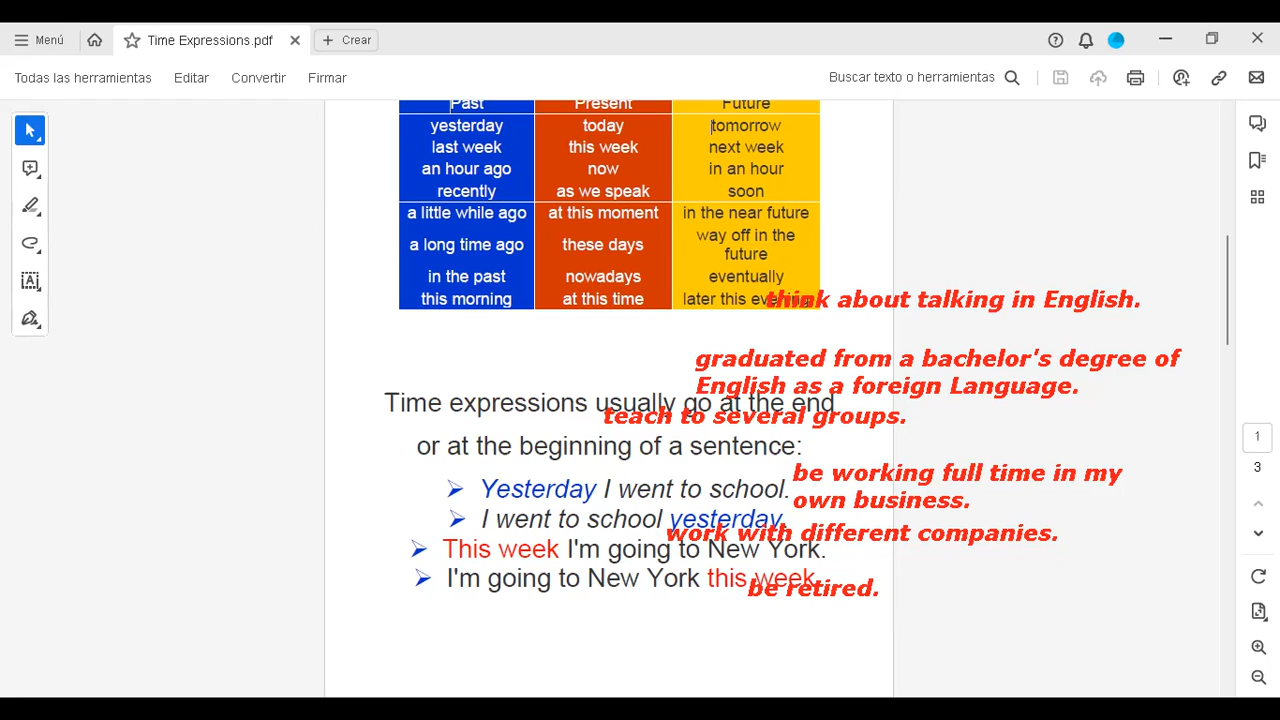 Menú
Time Expressions.pdf
Crear
Todas las herramientas
Editar
Convertir
Firmar
Buscar texto o herramientas
Past Present Future
yesterday today tomorrow
last week this week next week
an hour ago now in an hour
recently as we speak soon
a little while ago at this moment in the near future
a long time ago these days way off in the
future
in the past nowadays eventually
this morning at this time later this evening
think about talking in English.
graduated from a bachelor's degree of
English as a foreign Language.
Time expressions usually go at the end
teach to several groups.
or at the beginning of a sentence:
be working full time in my
own business.
Yesterday I went to school.
I went to school yesterday.
work with different companies.
This week I'm going to New York.
I'm going to New York this week.
be retired.
1
3